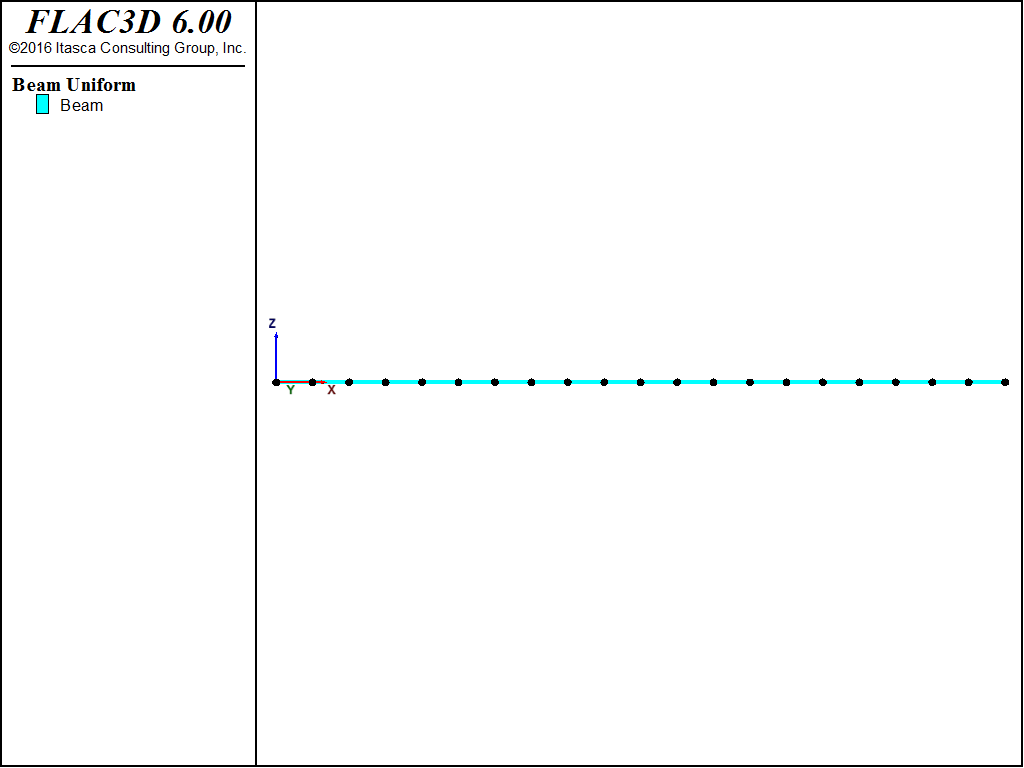 FLAC3D 6.00
©2016 Itasca Consulting Group, Inc.
Beam Uniform
Beam
Z
Y X